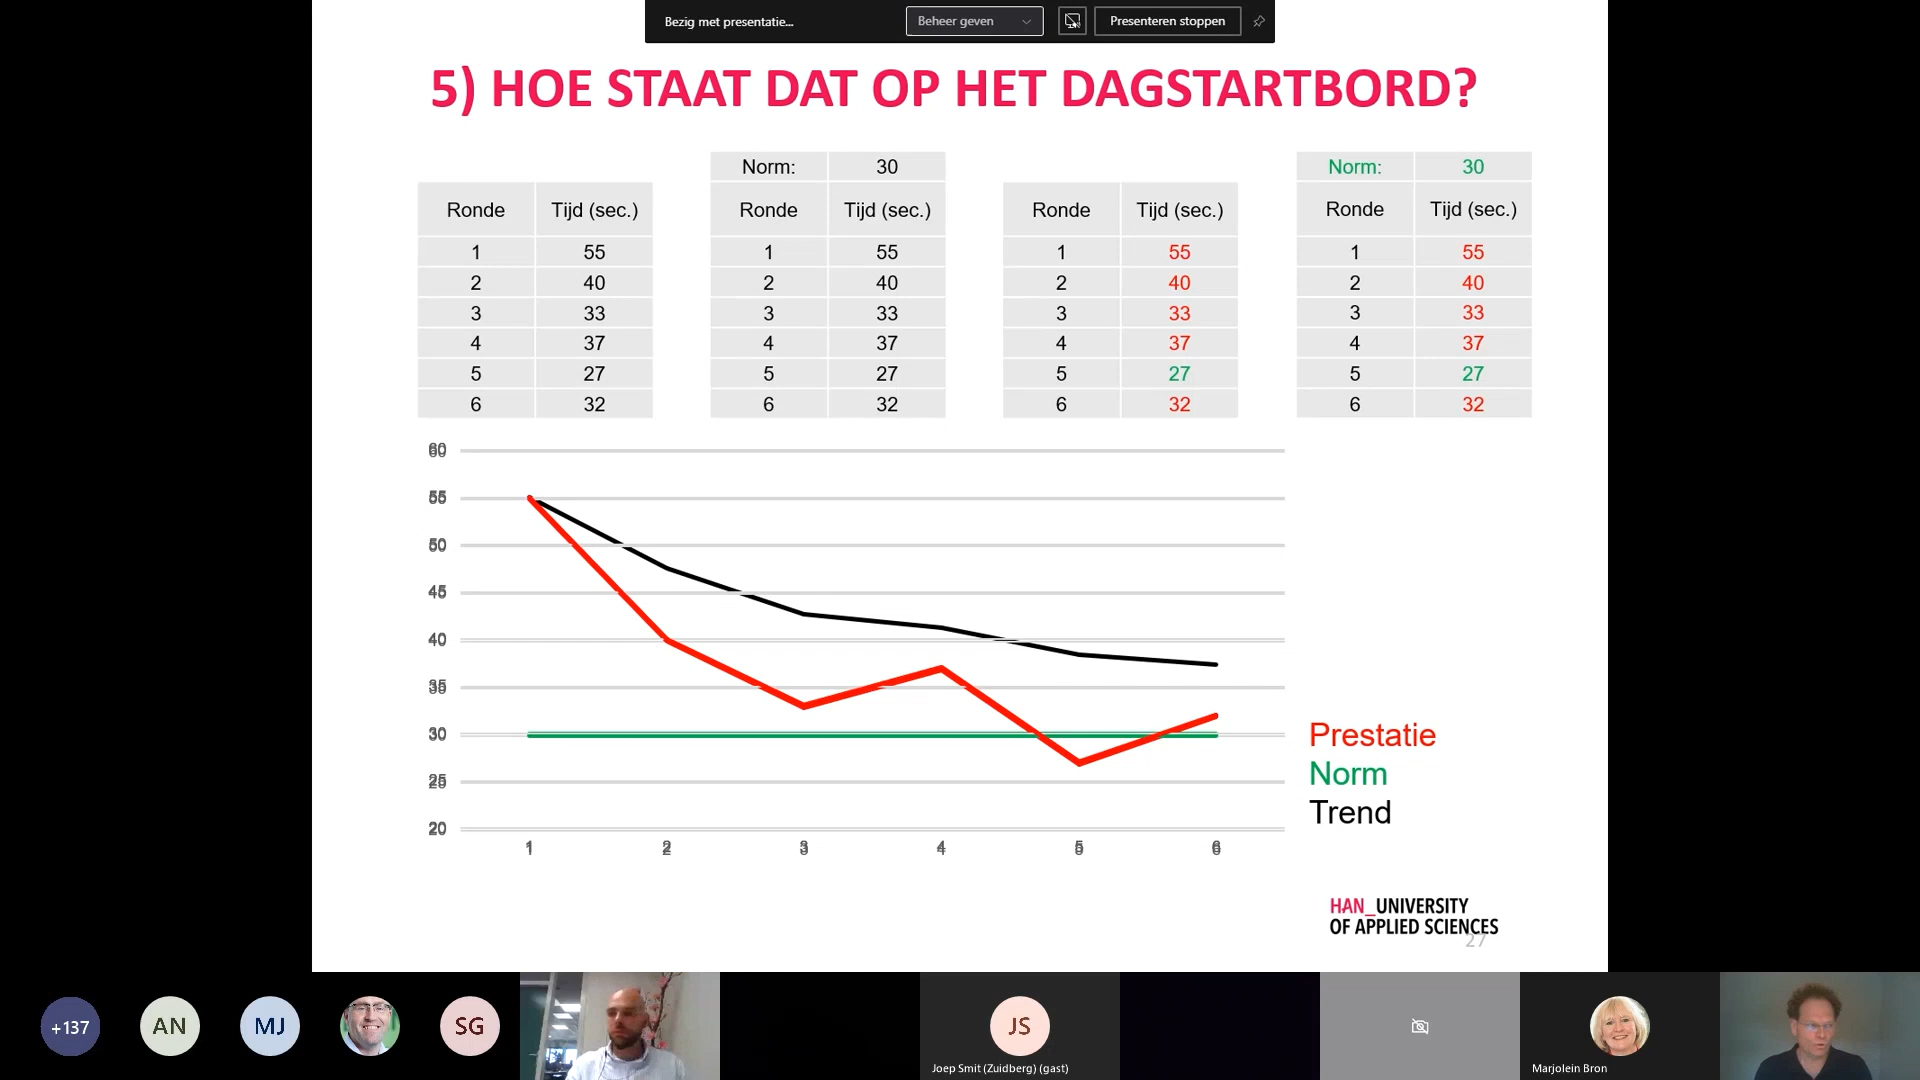 Bezig met presentatie...
Beheer geven
Presenteren stoppen
5) HOE STAAT DAT OP HET DAGSTARTBORD?
Ronde Tijd (sec.)
1 55
2 40
3 33
4 37
5 27
6 32
Norm: 30
Ronde Tijd (sec.)
1 55
2 40
3 33
4 37
5 27
6 32
Ronde Tijd (sec.)
1 55
2 40
3 33
4 37
5 27
6 32
Norm: 30
Ronde Tijd (sec.)
1 55
2 40
3 33
4 37
5 27
6 32
60
55
50
45
40
35
30
25
20
1 2 3 4 5 6
Prestatie
Norm
Trend
HAN_UNIVERSITY
OF APPLIED SCIENCES
27
+137
AN
MJ
SG
JS
Joep Smit (Zuidberg) (gast)
Marjolein Bron